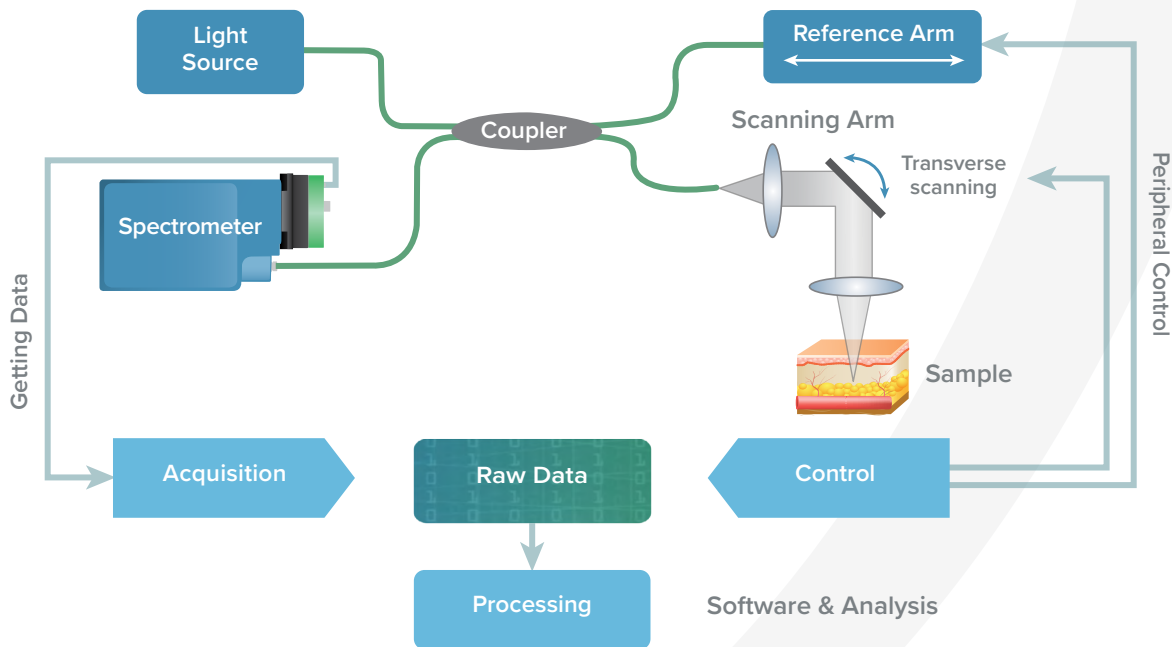 Light
Source
Reference Arm
Coupler
Scanning Arm
Transverse
scanning
Spectrometer
Peripheral Control
Getting Data
Sample
Acquisition
Raw Data
Control
Processing
Software & Analysis